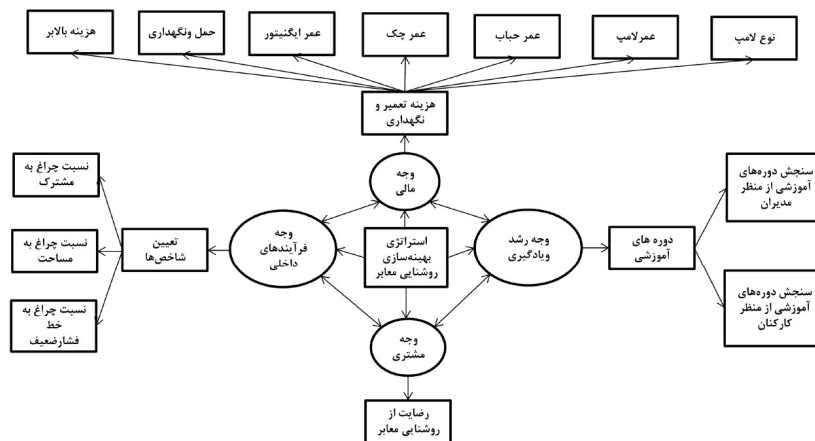 نوع لامپ
عمرلامپ
عمر حباب
عمر چک
عمر ایگنیتور
حمل ونگهداری
هزینه بالابر
هزینه تعمیر و
نگهداری
وجه
مالی
سنجش دوره‌های
آموزشی از منظر
مدیران
دوره های
آموزشی
سنجش دوره‌های
آموزشی از منظر
کارکنان
وجه رشد
ویادگیری
استراتژی
بهینه‌سازی
روشنایی معابر
وجه
فرآیندهای
داخلی
تعیین
شاخص‌ها
نسبت چراغ به
مشترک
نسبت چراغ به
مساحت
نسبت چراغ به
خط
فشارضعیف
وجه
مشتری
رضایت از
روشنایی معابر